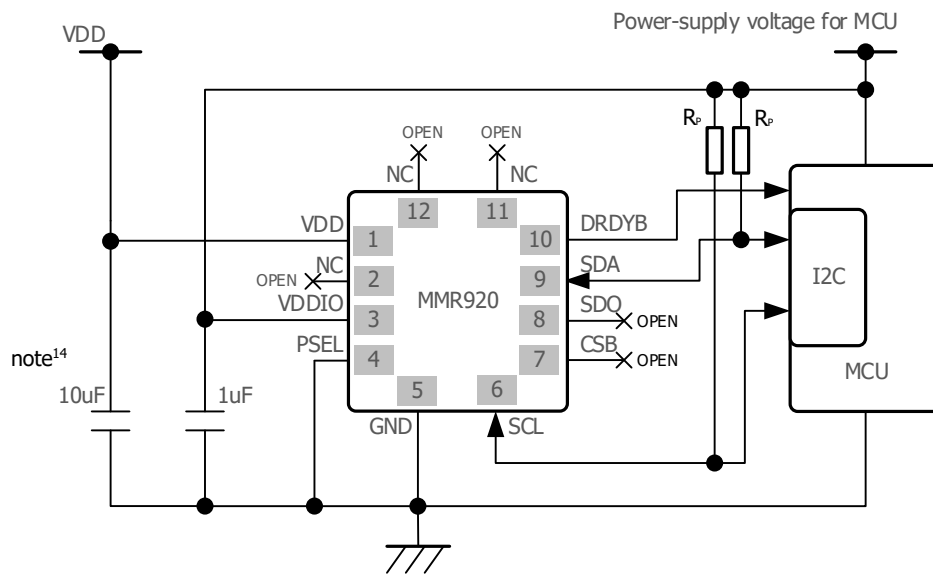 Power-supply voltage for MCU
VDD
Rp Rp
OPEN OPEN
NC NC
12 11
VDD 1 10 DRDYB
OPEN NC 2 9 SDA
I2C
MMR920
VDDIO 3 8 SDO OPEN
PSEL 4 7 CSB OPEN
note14
MCU
10uF 1uF
5 6
GND SCL